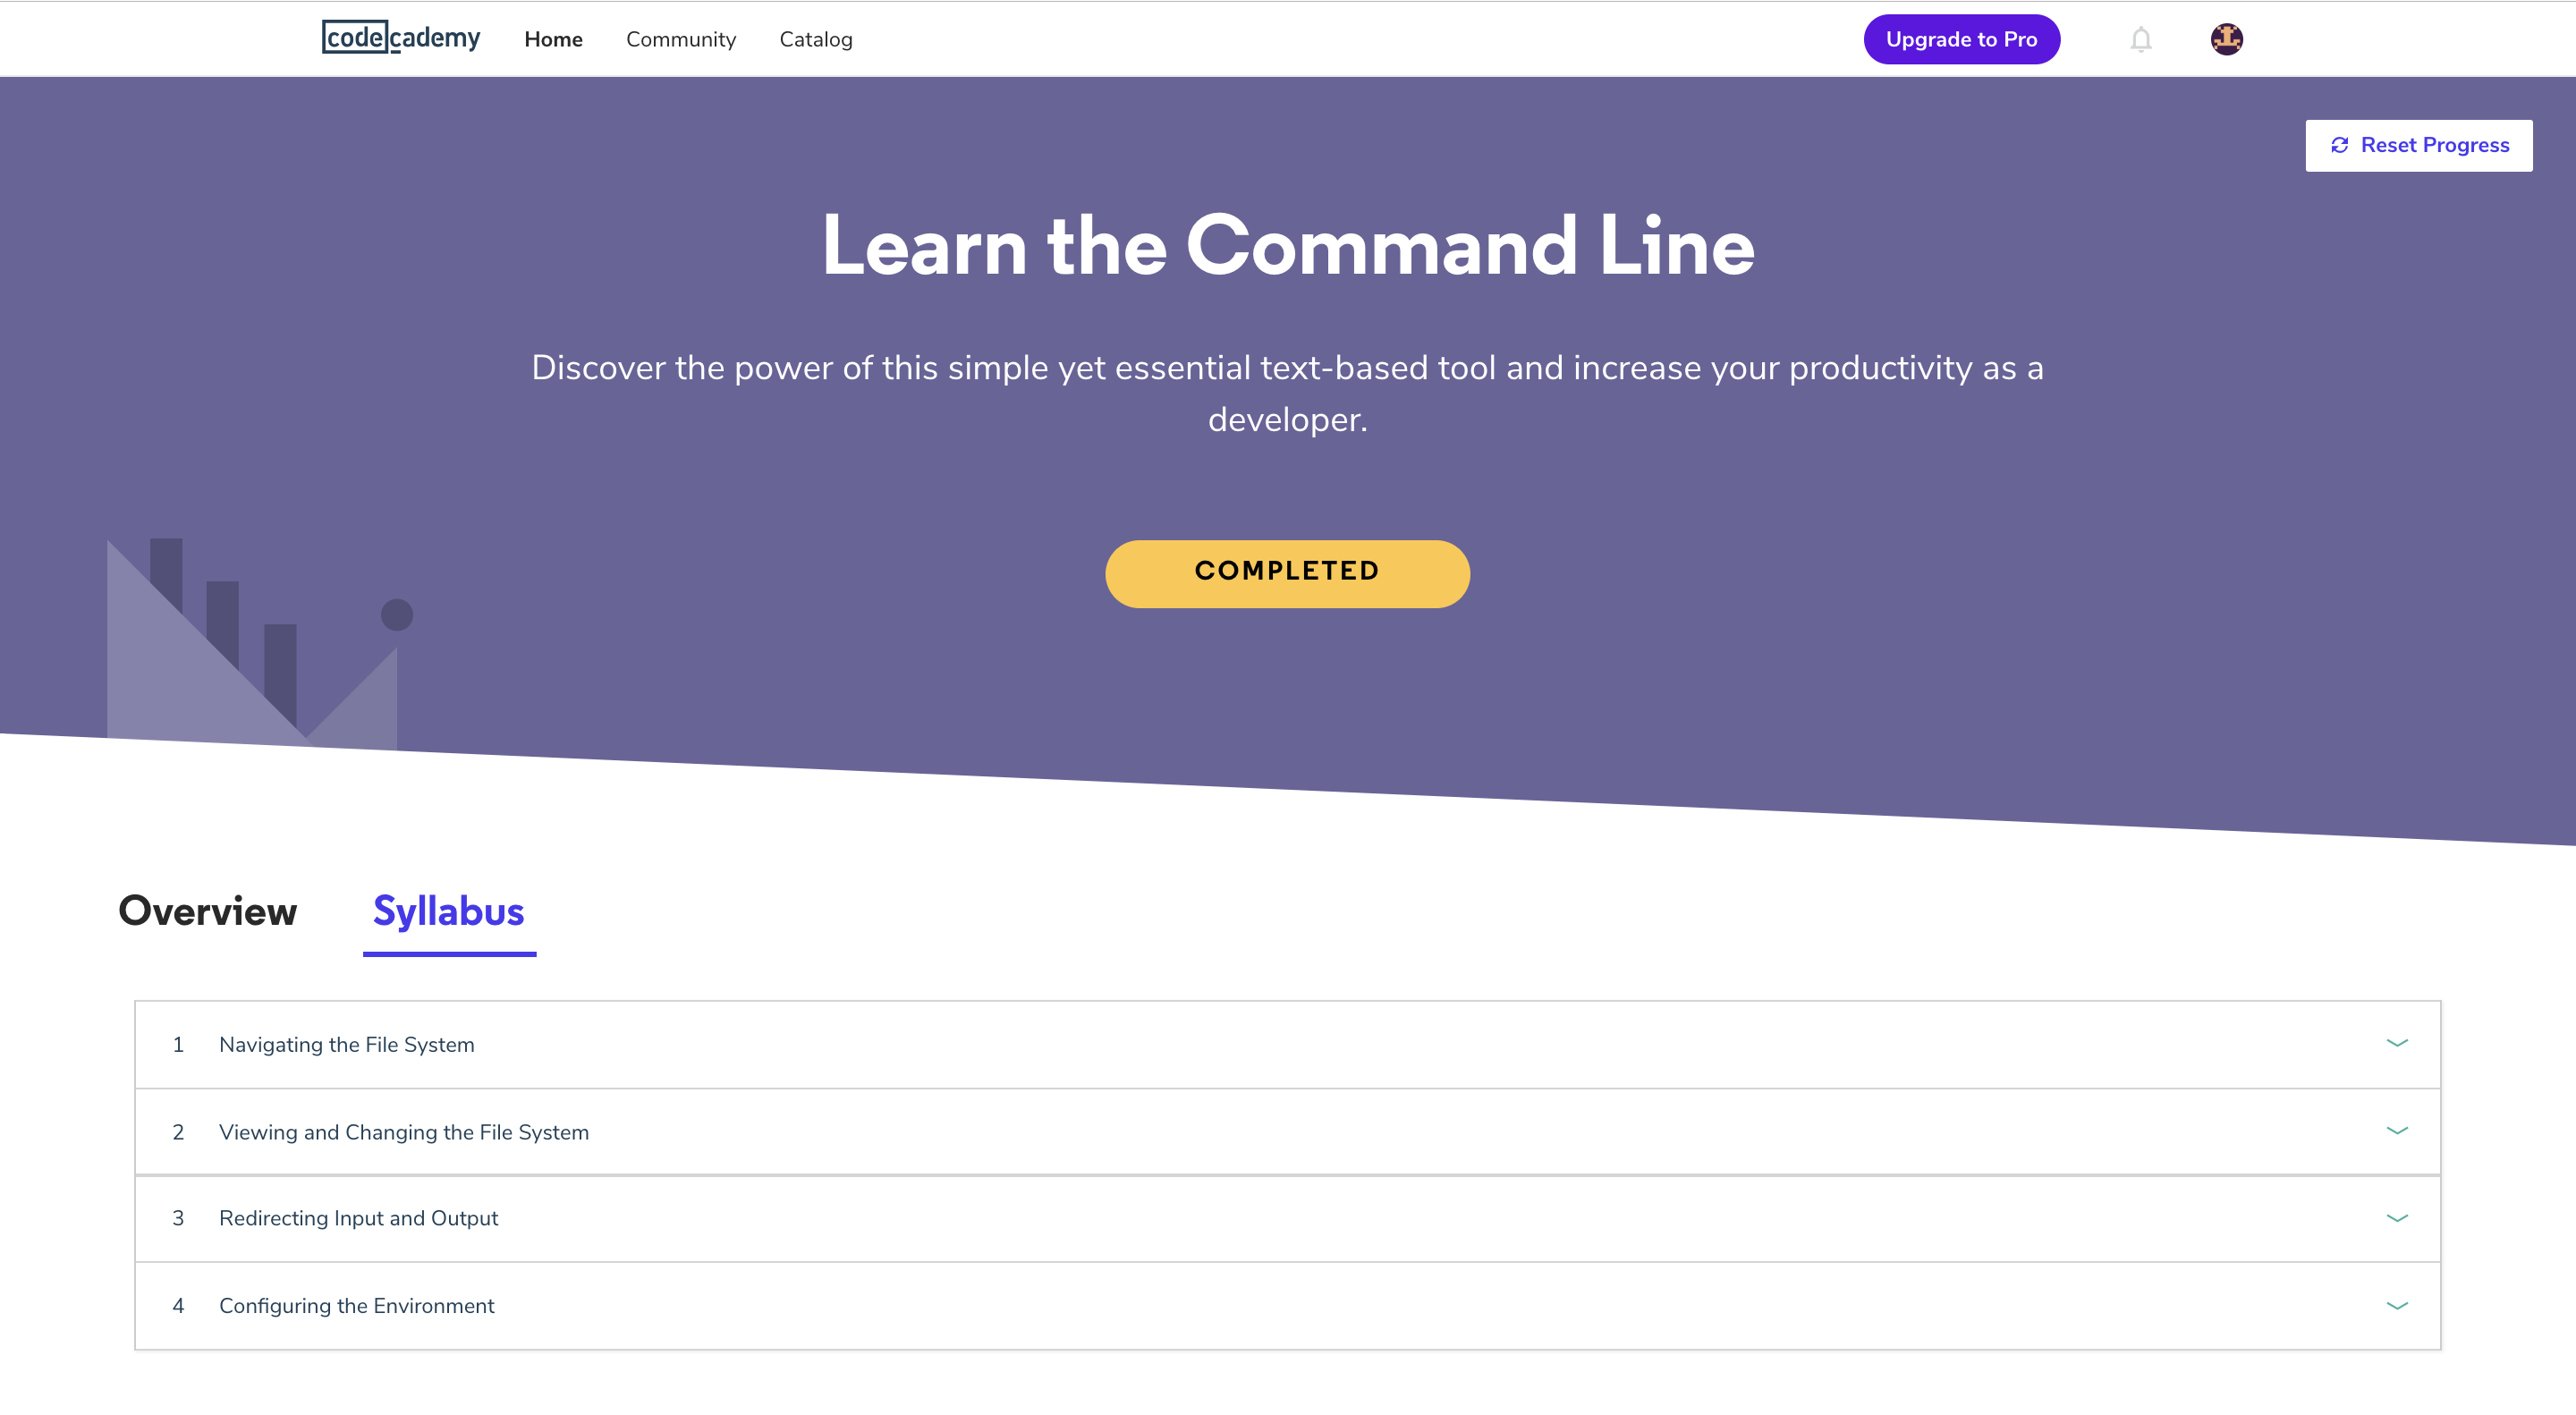 codecademy Home Community Catalog Upgrade to Pro
Reset Progress
Learn the Command Line
Discover the power of this simple yet essential text-based tool and increase your productivity as a
developer.
COMPLETED
Overview Syllabus
1 Navigating the File System
2 Viewing and Changing the File System
3 Redirecting Input and Output
4 Configuring the Environment